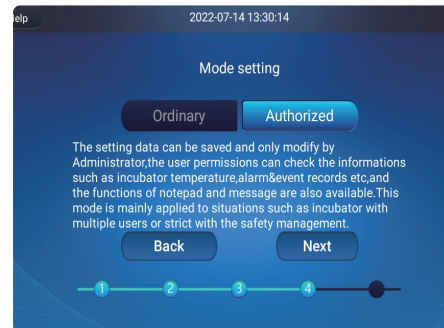 elp
2022-07-14 13:30:14
Mode setting
Ordinary
Authorized
The setting data can be saved and only modify by
Administrator,the user permissions can check the informations
such as incubator temperature,alarm&event records etc,and
the functions of notepad and message are also available.This
mode is mainly applied to situations such as incubator with
multiple users or strict with the safety management.
Back
Next
1
2
3
4